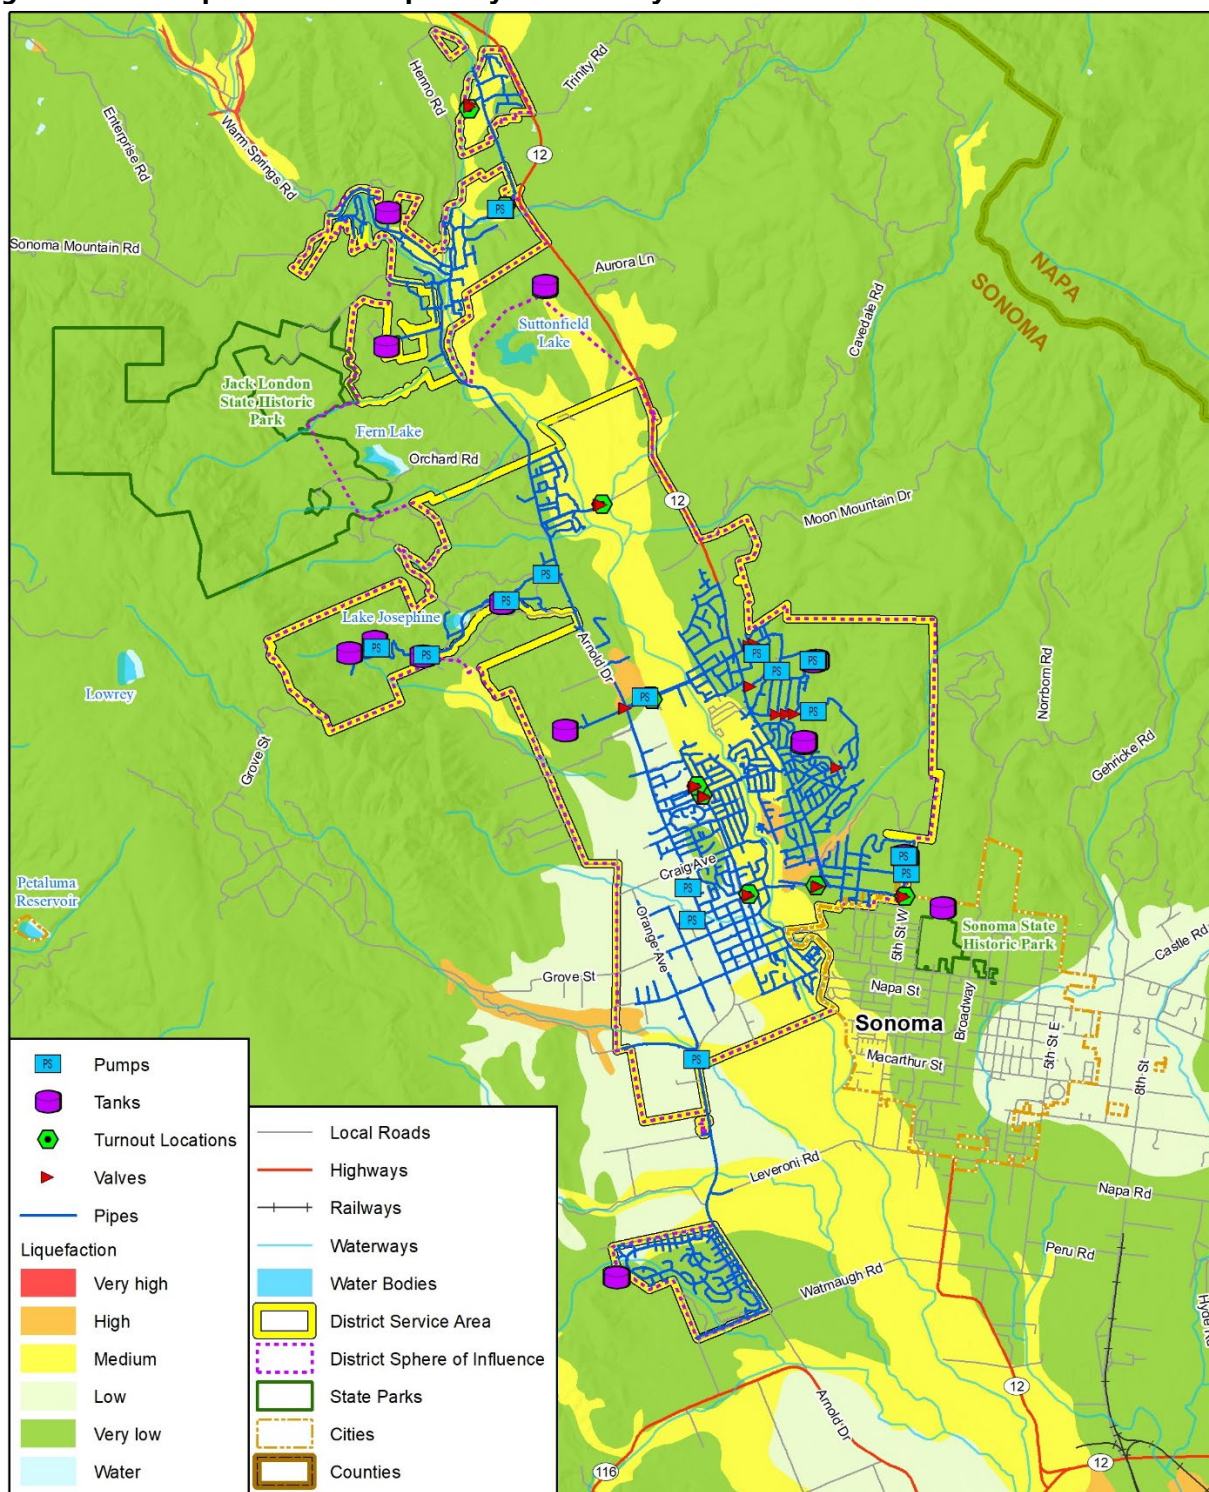 Henno Rd
Trinity Rd
Enterprise Rd
Warm Springs Rd
12
PS
Sonoma Mountain Rd
Aurora Ln
NAPA
SONOMA
Suttonfield
Lake
Cavedale Rd
Jack London
State Historic
Park
Fern Lake
Orchard Rd
12
Moon Mountain Dr
PS
PS
Lake Josephine
PS
PS
Arnold Dr
PS
PS
PS
Lowrey
Norrbom Rd
PS
PS
Grove St
Gehricke Rd
Craig Ave
PS
PS
PS
Petaluma
Reservoir
PS
Orange Ave
5th St W
Sonoma State
Historic Park
Castle Rd
Grove St
Napa St
Broadway
Sonoma
5th St E
8th St
Macarthur St
PS
Leveroni Rd
Napa Rd
Peru Rd
Watmaugh Rd
12
Arnold Dr
116
12
PS Pumps
Tanks
Turnout Locations
Valves
Pipes
Liquefaction
Very high
High
Medium
Low
Very low
Water
Local Roads
Highways
Railways
Waterways
Water Bodies
District Service Area
District Sphere of Influence
State Parks
Cities
Counties